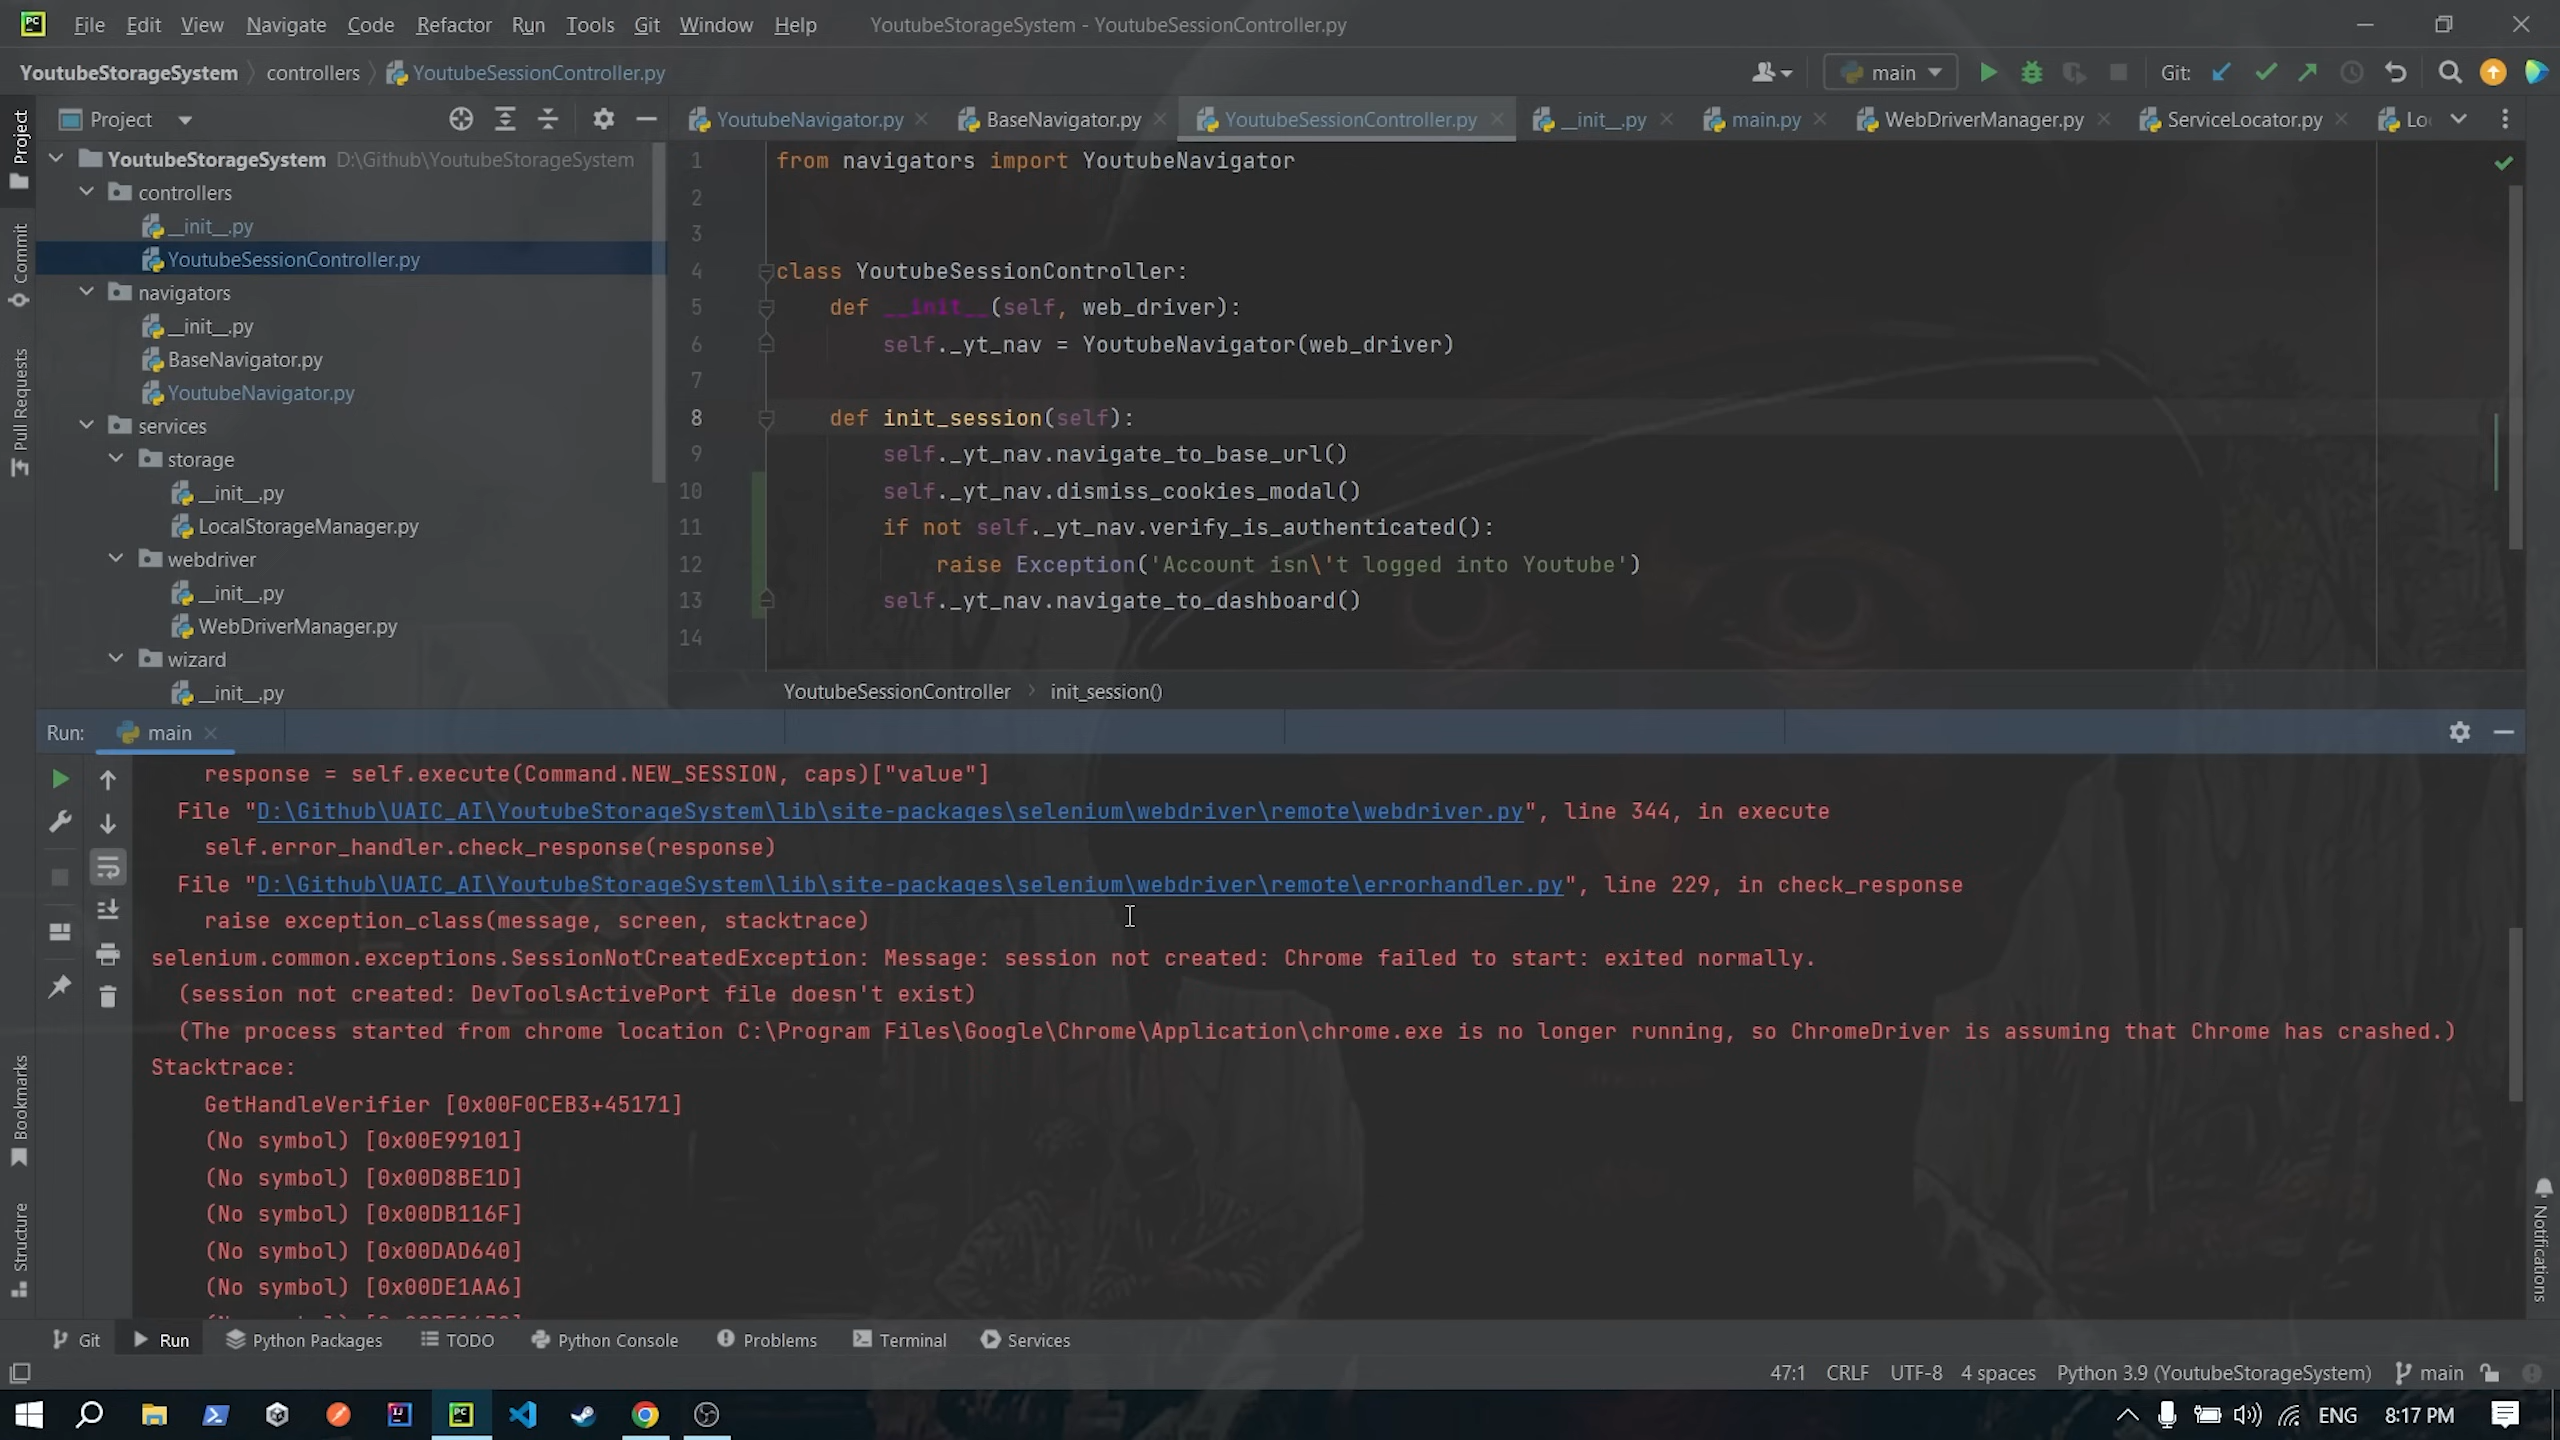 File Edit View Navigate Code Refactor Run Tools Git Window Help YoutubeStorageSystem - YoutubeSessionController.py
YoutubeStorageSystem controllers YoutubeSessionController.py main Git:
Project YoutubeNavigator.py BaseNavigator.py YoutubeSessionController.py __init__.py main.py WebDriverManager.py ServiceLocator.py Lo
YoutubeStorageSystem D:\Github\YoutubeStorageSystem
controllers
__init__.py
YoutubeSessionController.py
navigators
__init__.py
BaseNavigator.py
YoutubeNavigator.py
services
storage
__init__.py
LocalStorageManager.py
webdriver
__init__.py
WebDriverManager.py
wizard
__init__.py
Project
Commit
Pull Requests
Bookmarks
Structure
1 from navigators import YoutubeNavigator
2
3
4 class YoutubeSessionController:
5 def __init__(self, web_driver):
6 self._yt_nav = YoutubeNavigator(web_driver)
7
8 def init_session(self):
9 self._yt_nav.navigate_to_base_url()
10 self._yt_nav.dismiss_cookies_modal()
11 if not self._yt_nav.verify_is_authenticated():
12 raise Exception('Account isn\'t logged into Youtube')
13 self._yt_nav.navigate_to_dashboard()
14
YoutubeSessionController init_session()
Run: main
response = self.execute(Command.NEW_SESSION, caps)["value"]
File "D:\Github\UAIC_AI\YoutubeStorageSystem\lib\site-packages\selenium\webdriver\remote\webdriver.py", line 344, in execute
self.error_handler.check_response(response)
File "D:\Github\UAIC_AI\YoutubeStorageSystem\lib\site-packages\selenium\webdriver\remote\errorhandler.py", line 229, in check_response
raise exception_class(message, screen, stacktrace)
selenium.common.exceptions.SessionNotCreatedException: Message: session not created: Chrome failed to start: exited normally.
(session not created: DevToolsActivePort file doesn't exist)
(The process started from chrome location C:\Program Files\Google\Chrome\Application\chrome.exe is no longer running, so ChromeDriver is assuming that Chrome has crashed.)
Stacktrace:
GetHandleVerifier [0x00F0CEB3+45171]
(No symbol) [0x00E99101]
(No symbol) [0x00D8BE1D]
(No symbol) [0x00DB116F]
(No symbol) [0x00DAD640]
(No symbol) [0x00DE1AA6]
Notifications
Git Run Python Packages TODO Python Console Problems Terminal Services
47:1 CRLF UTF-8 4 spaces Python 3.9 (YoutubeStorageSystem) main
ENG 8:17 PM